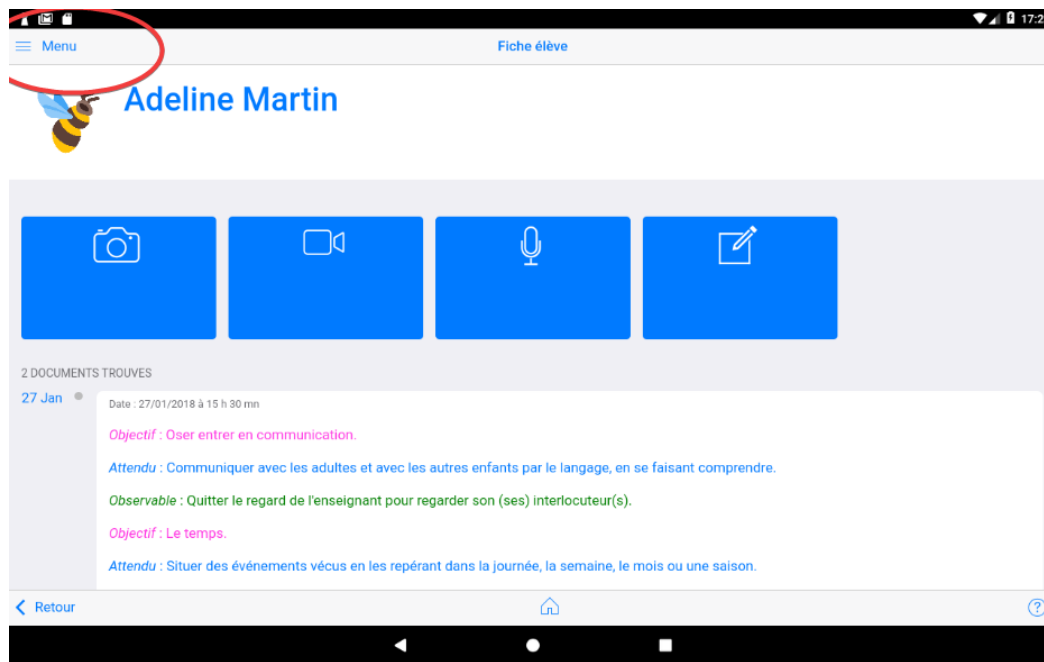 17:2
Menu
Fiche élève
Adeline Martin
2 DOCUMENTS TROUVES
27 Jan
Date : 27/01/2018 à 15 h 30 mn
Objectif : Oser entrer en communication.
Attendu : Communiquer avec les adultes et avec les autres enfants par le langage, en se faisant comprendre.
Observable : Quitter le regard de l'enseignant pour regarder son (ses) interlocuteur(s).
Objectif : Le temps.
Attendu : Situer des événements vécus en les repérant dans la journée, la semaine, le mois ou une saison.
Retour
?